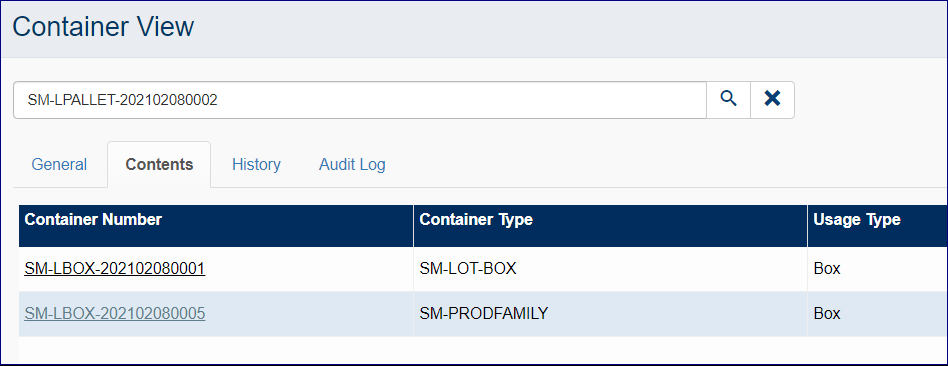 Container View
SM-LPALLET-202102080002
General Contents History Audit Log
Container Number Container Type Usage Type
SM-LBOX-202102080001 SM-LOT-BOX Box
SM-LBOX-202102080005 SM-PRODFAMILY Box